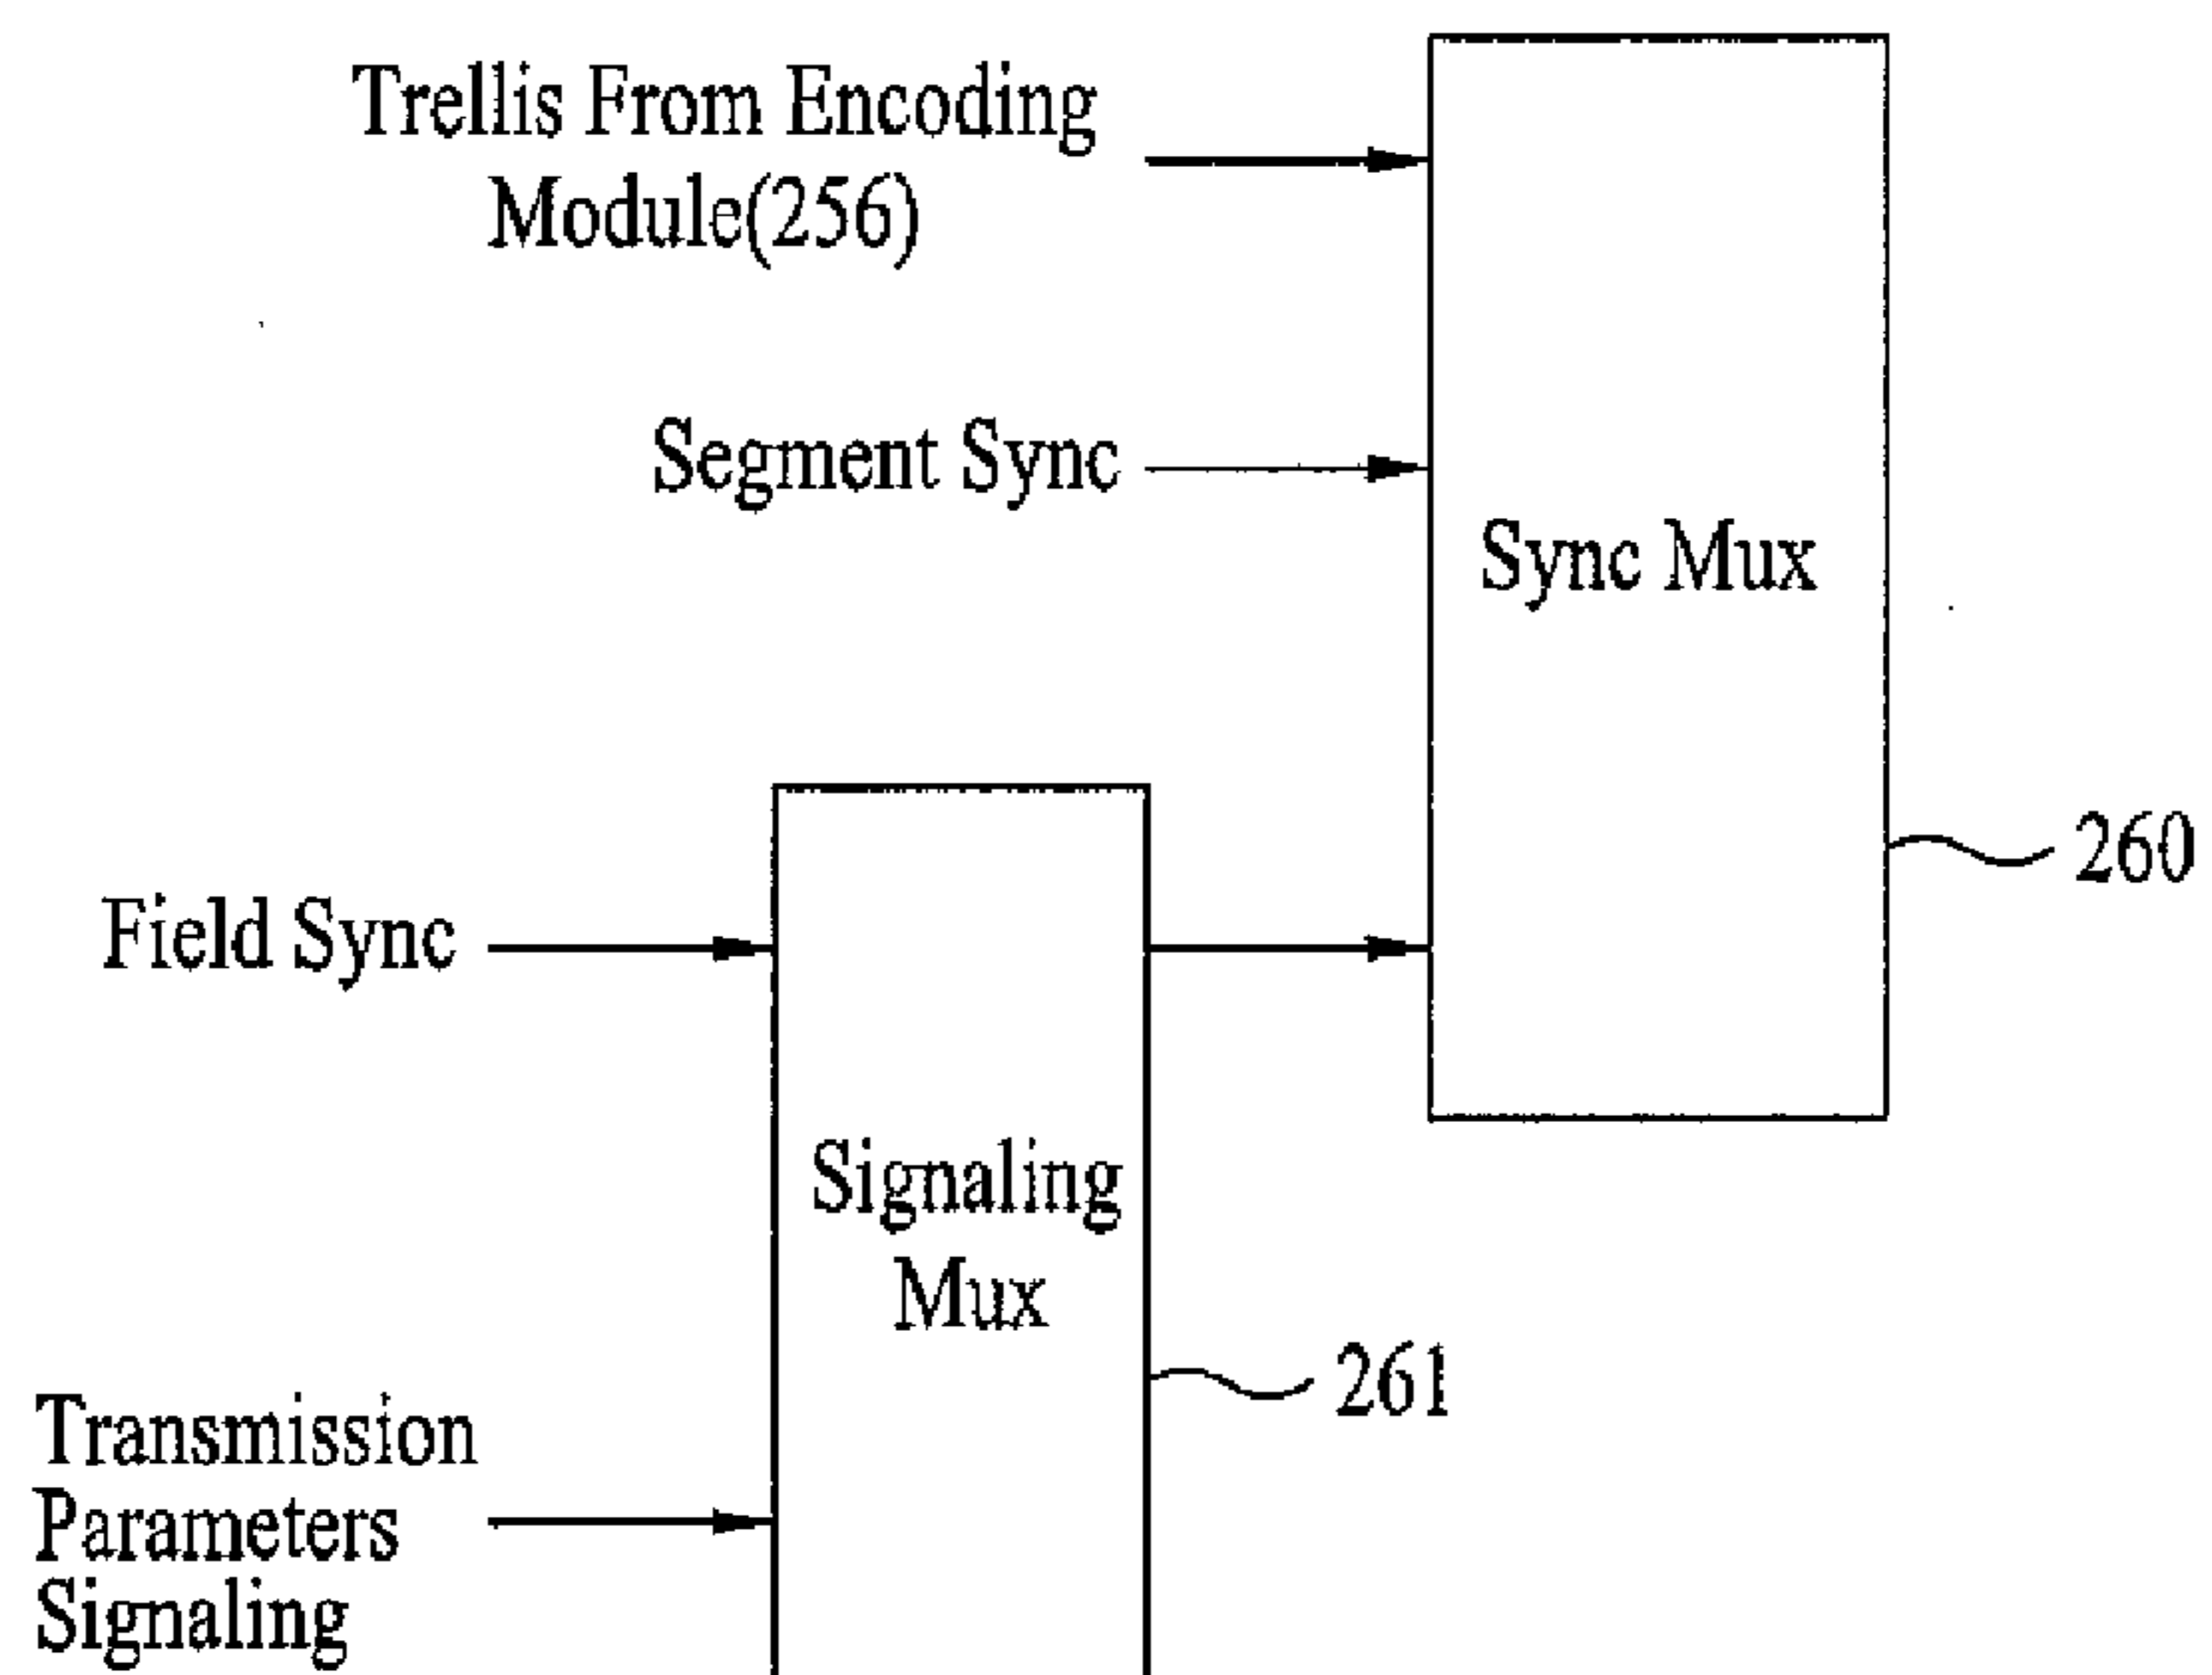 Trellis From Encoding
Module(256)
Segment Sync
Sync Mux
260
Field Sync
Signaling
Mux
261
Transmission
Parameters
Signaling